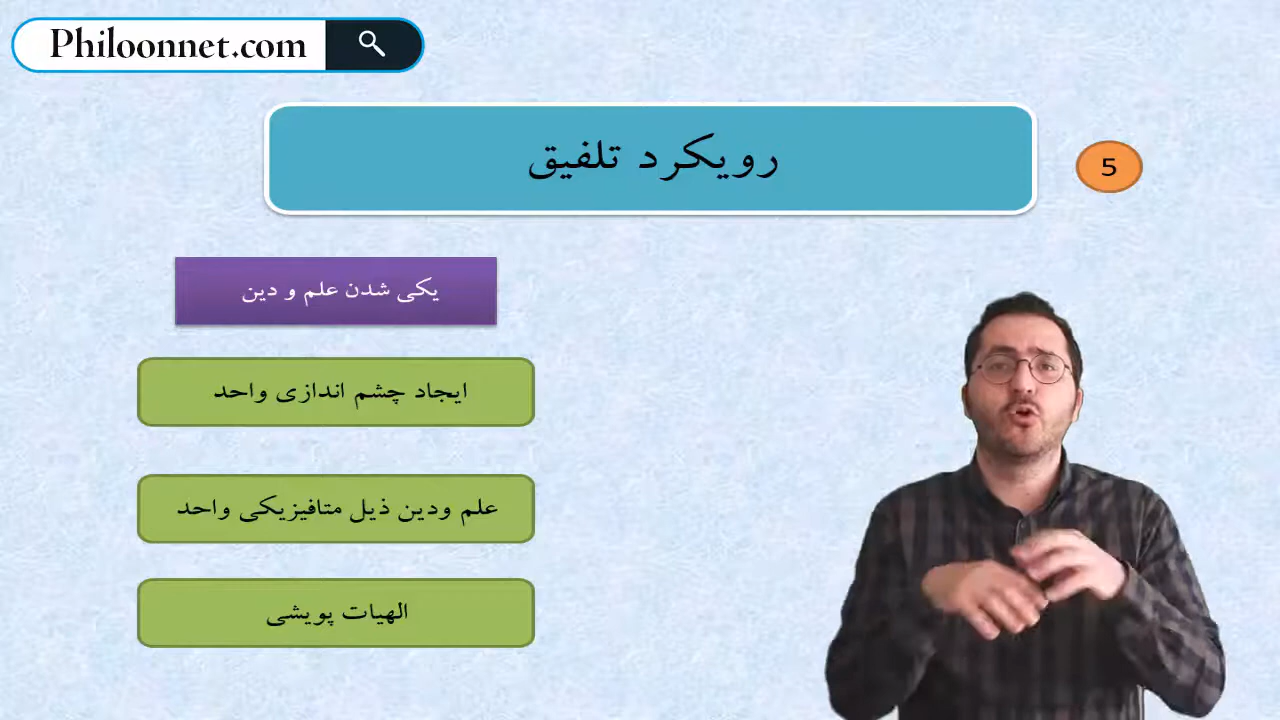 Philoonnet.com
رویکرد تلفیق
5
یکی شدن علم و دین
ایجاد چشم اندازی واحد
علم ودین ذیل متافیزیکی واحد
الهیات پویشی